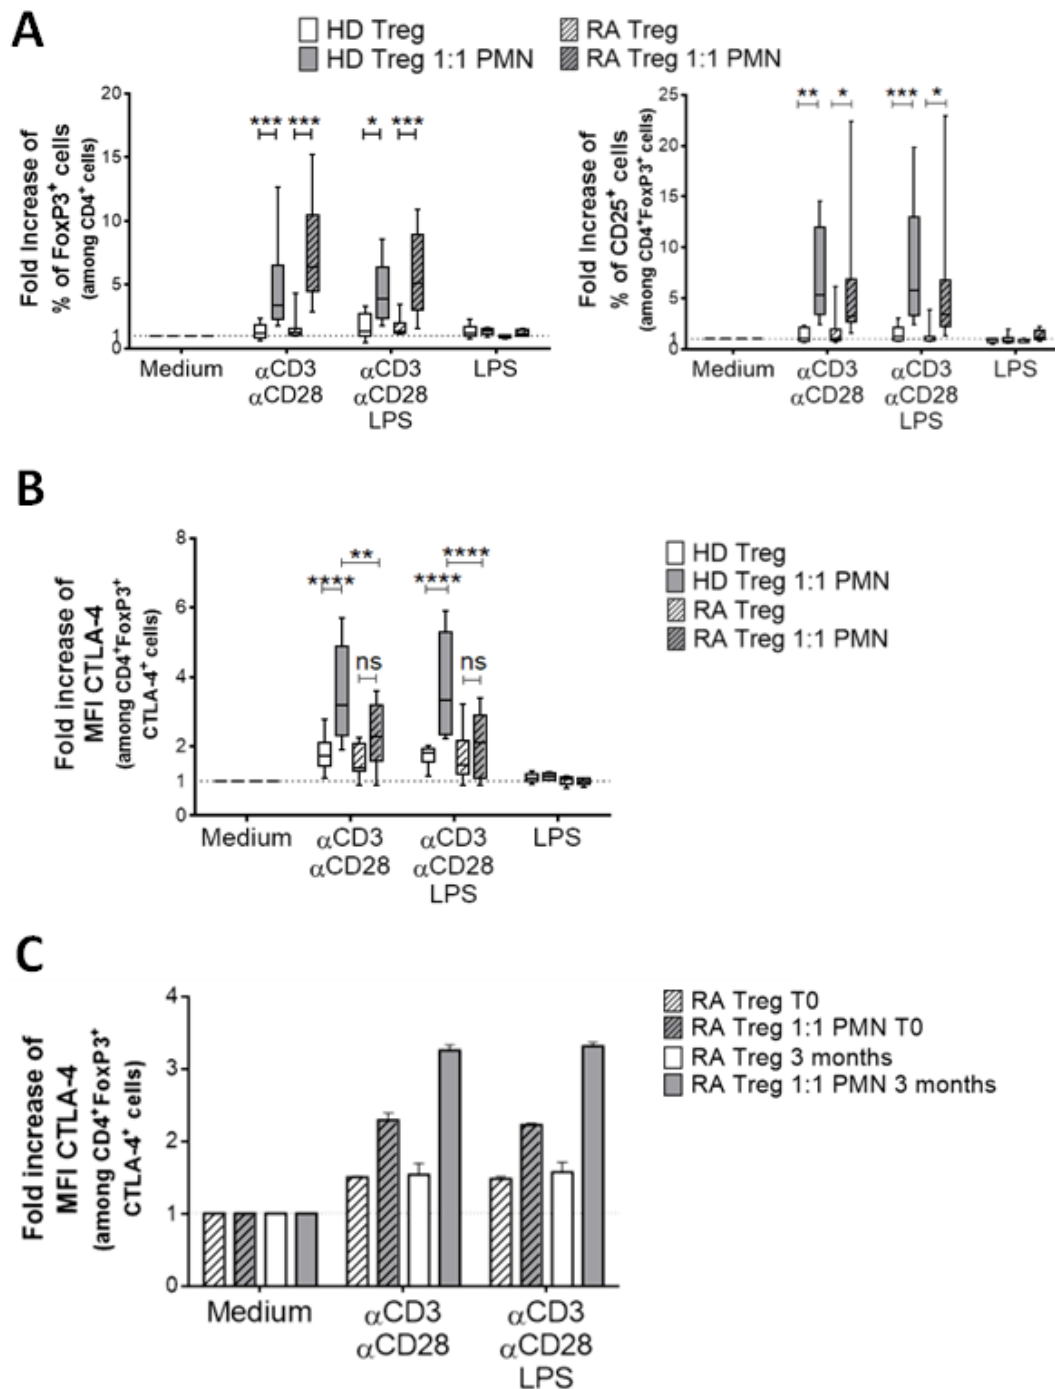 A
HD Treg
RA Treg
HD Treg 1:1 PMN
RA Treg 1:1 PMN
Fold Increase of
% of FoxP3+ cells
(among CD4+ cells)
20
15
10
5
1
0
*** *** * ***
Medium
αCD3
αCD28
αCD3
αCD28
LPS
LPS
Fold Increase of
% of CD25+ cells
(among CD4+FoxP3+ cells)
25
20
15
10
5
1
0
** * *** *
Medium
αCD3
αCD28
αCD3
αCD28
LPS
LPS
B
Fold increase of
MFI CTLA-4
(among CD4+FoxP3+
CTLA-4+ cells)
8
6
4
2
1
0
**** ** ns **** **** ns
Medium
αCD3
αCD28
αCD3
αCD28
LPS
LPS
HD Treg
HD Treg 1:1 PMN
RA Treg
RA Treg 1:1 PMN
C
Fold increase of
MFI CTLA-4
(among CD4+FoxP3+
CTLA-4+ cells)
4
3
2
1
0
Medium
αCD3
αCD28
αCD3
αCD28
LPS
RA Treg T0
RA Treg 1:1 PMN T0
RA Treg 3 months
RA Treg 1:1 PMN 3 months